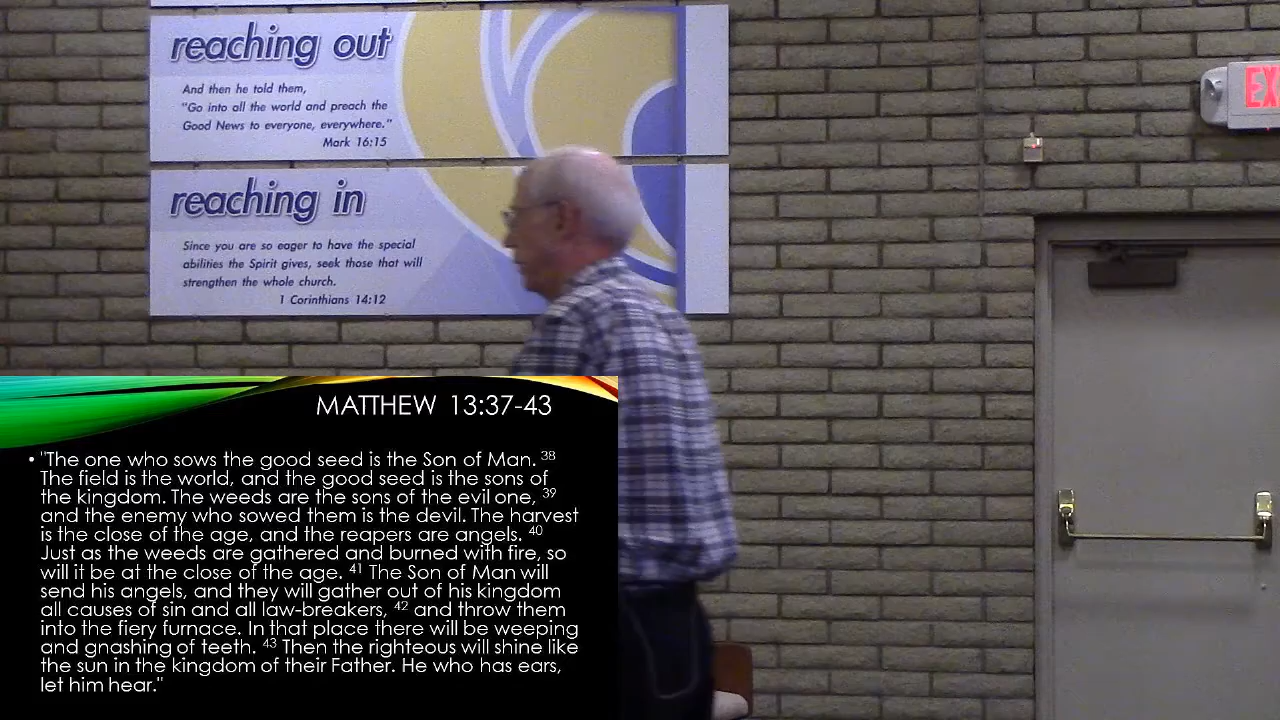 reaching out
And then he told them,
"Go into all the world and preach the
Good News to everyone, everywhere."
Mark 16:15
reaching in
Since you are so eager to have the special
abilities the Spirit gives, seek those that will
strengthen the whole church.
1 Corinthians 14:12
EX
MATTHEW 13:37-43
• "The one who sows the good seed is the Son of Man. 38
The field is the world, and the good seed is the sons of
the kingdom. The weeds are the sons of the evil one, 39
and the enemy who sowed them is the devil. The harvest
is the close of the age, and the reapers are angels. 40
Just as the weeds are gathered and burned with fire, so
will it be at the close of the age. 41 The Son of Man will
send his angels, and they will gather out of his kingdom
all causes of sin and all law-breakers, 42 and throw them
into the fiery furnace. In that place there will be weeping
and gnashing of teeth. 43 Then the righteous will shine like
the sun in the kingdom of their Father. He who has ears,
let him hear."